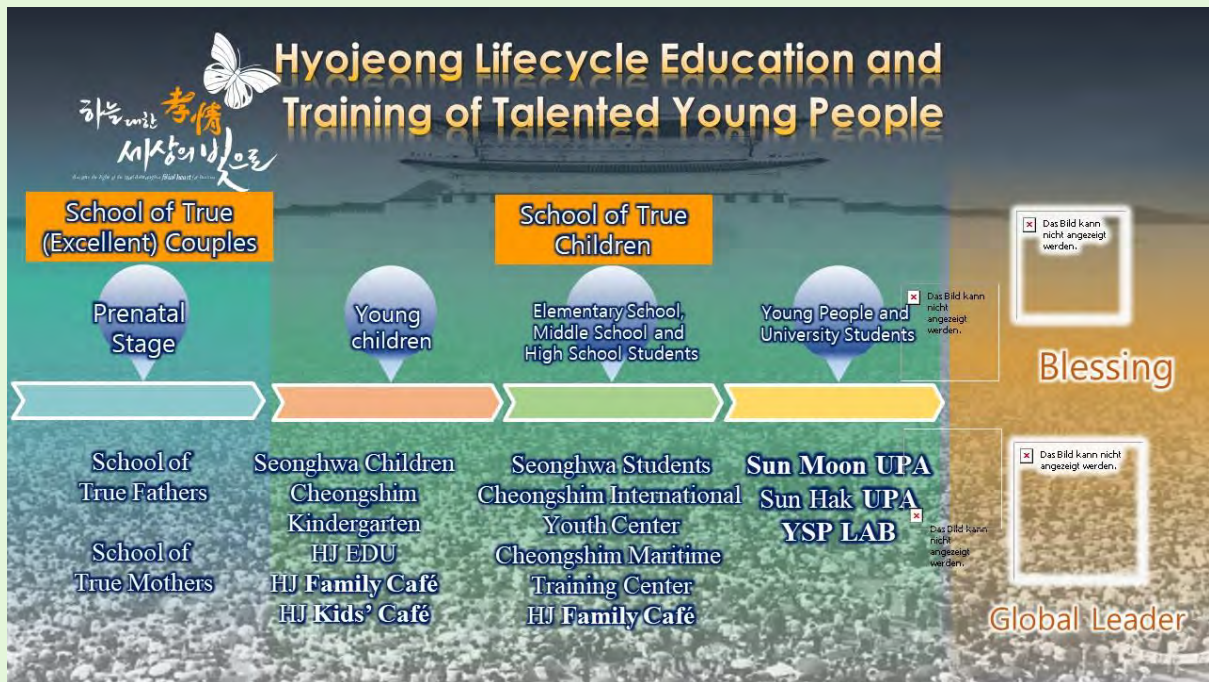 Hyojeong Lifecycle Education and
Training of Talented Young People
하늘 대한 孝情
세상의 빛으로
School of True
(Excellent) Couples
School of True
Children
Prenatal
Stage
Young
children
Elementary School,
Middle School and
High School Students
Young People and
University Students
Das Bild kann
nicht
angezeigt
werden.
Das Bild kann
nicht angezeigt
werden.
Blessing
School of
True Fathers
School of
True Mothers
Seonghwa Children
Cheongshim
Kindergarten
HJ EDU
HJ Family Café
HJ Kids’ Café
Seonghwa Students
Cheongshim International
Youth Center
Cheongshim Maritime
Training Center
HJ Family Café
Sun Moon UPA
Sun Hak UPA
YSP LAB
Das Bild kann
nicht
angezeigt
werden.
Das Bild kann nicht
angezeigt werden.
Global Leader